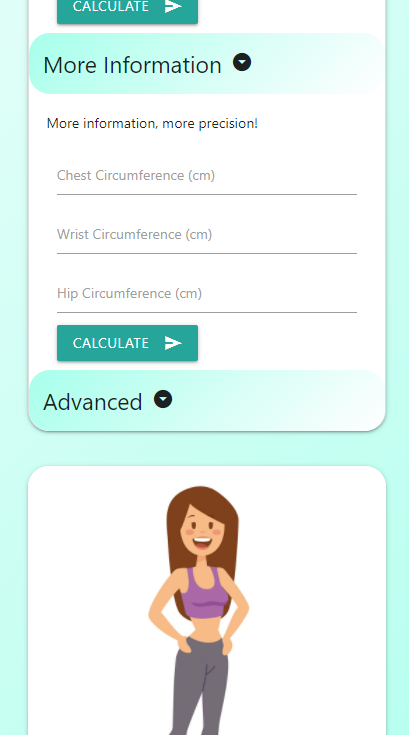 CALCULATE
More Information
More information, more precision!
Chest Circumference (cm)
Wrist Circumference (cm)
Hip Circumference (cm)
CALCULATE
Advanced